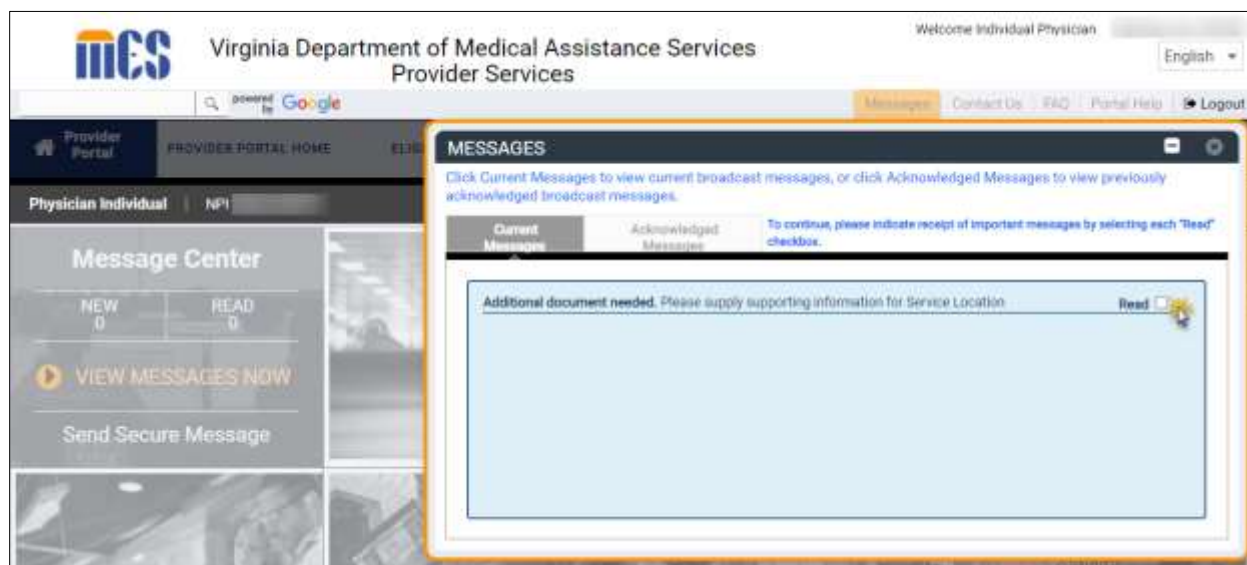 mes
Virginia Department of Medical Assistance Services
Provider Services
Welcome Individual Physician
English
powered by Google
Messages Contact Us FAQ Portal Help Logout
Provider
Portal
PROVIDER PORTAL HOME
MESSAGES
Click Current Messages to view current broadcast messages, or click Acknowledged Messages to view previously
acknowledged broadcast messages.
Physician Individual NPI
Current
Messages
Acknowledged
Messages
To continue, please indicate receipt of important messages by selecting each "Read"
checkbox.
Message Center
NEW
0
READ
0
Additional document needed. Please supply supporting information for Service Location
Read
VIEW MESSAGES NOW
Send Secure Message